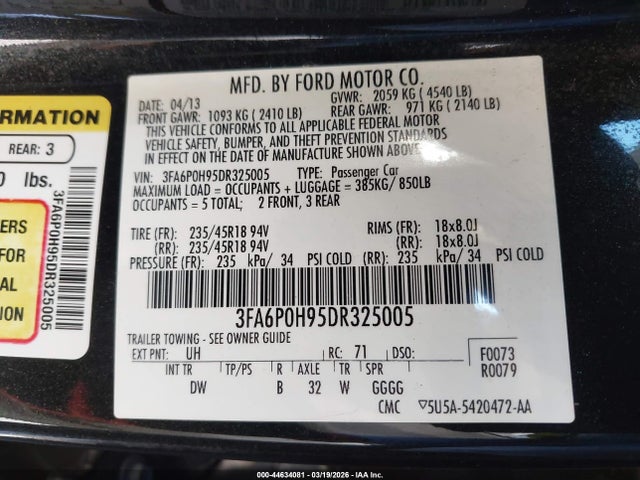 ORMATION
REAR: 3
0 lbs.
ERS
FOR
AL
3FA6P0H95DR325005
MFD. BY FORD MOTOR CO.
DATE: 04/13 GVWR: 2059 KG ( 4540 LB)
FRONT GAWR: 1093 KG ( 2410 LB) REAR GAWR: 971 KG ( 2140 LB)
THIS VEHICLE CONFORMS TO ALL APPLICABLE FEDERAL MOTOR
VEHICLE SAFETY, BUMPER, AND THEFT PREVENTION STANDARDS
IN EFFECT ON THE DATE OF MANUFACTURE SHOWN ABOVE.
VIN: 3FA6P0H95DR325005 TYPE: Passenger Car
MAXIMUM LOAD = OCCUPANTS + LUGGAGE = 385KG/ 850LB
OCCUPANTS = 5 TOTAL; 2 FRONT, 3 REAR
TIRE (FR): 235/45R18 94V RIMS (FR): 18x8.0J
(RR): 235/45R18 94V (RR): 18x8.0J
PRESSURE (FR): 235 kPa/ 34 PSI COLD (RR): 235 kPa/ 34 PSI COLD
3FA6P0H95DR325005
TRAILER TOWING - SEE OWNER GUIDE
EXT PNT: UH RC: 71 DSO: F0073
INT TR TP/PS R AXLE TR SPR R0079
DW B 32 W GGGG
CMC ▽5U5A-5420472-AA
000-44634081 - 03/19/2026 - IAAI.COM